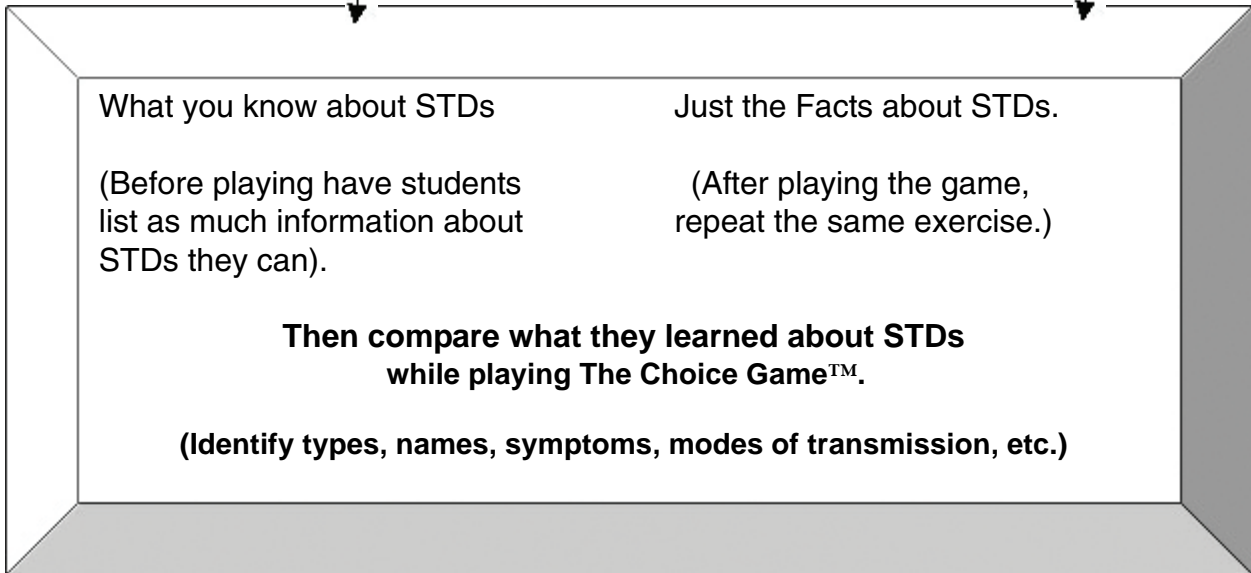 What you know about STDs
(Before playing have students
list as much information about
STDs they can).
Just the Facts about STDs.
(After playing the game,
repeat the same exercise.)
Then compare what they learned about STDs
while playing The Choice Game™.
(Identify types, names, symptoms, modes of transmission, etc.)